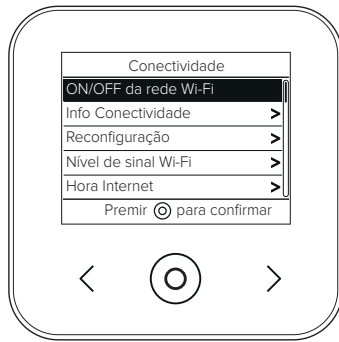 Conectividade
ON/OFF da rede Wi-Fi
Info Conectividade >
Reconfiguração >
Nível de sinal Wi-Fi >
Hora Internet >
Premir ◎ para confirmar